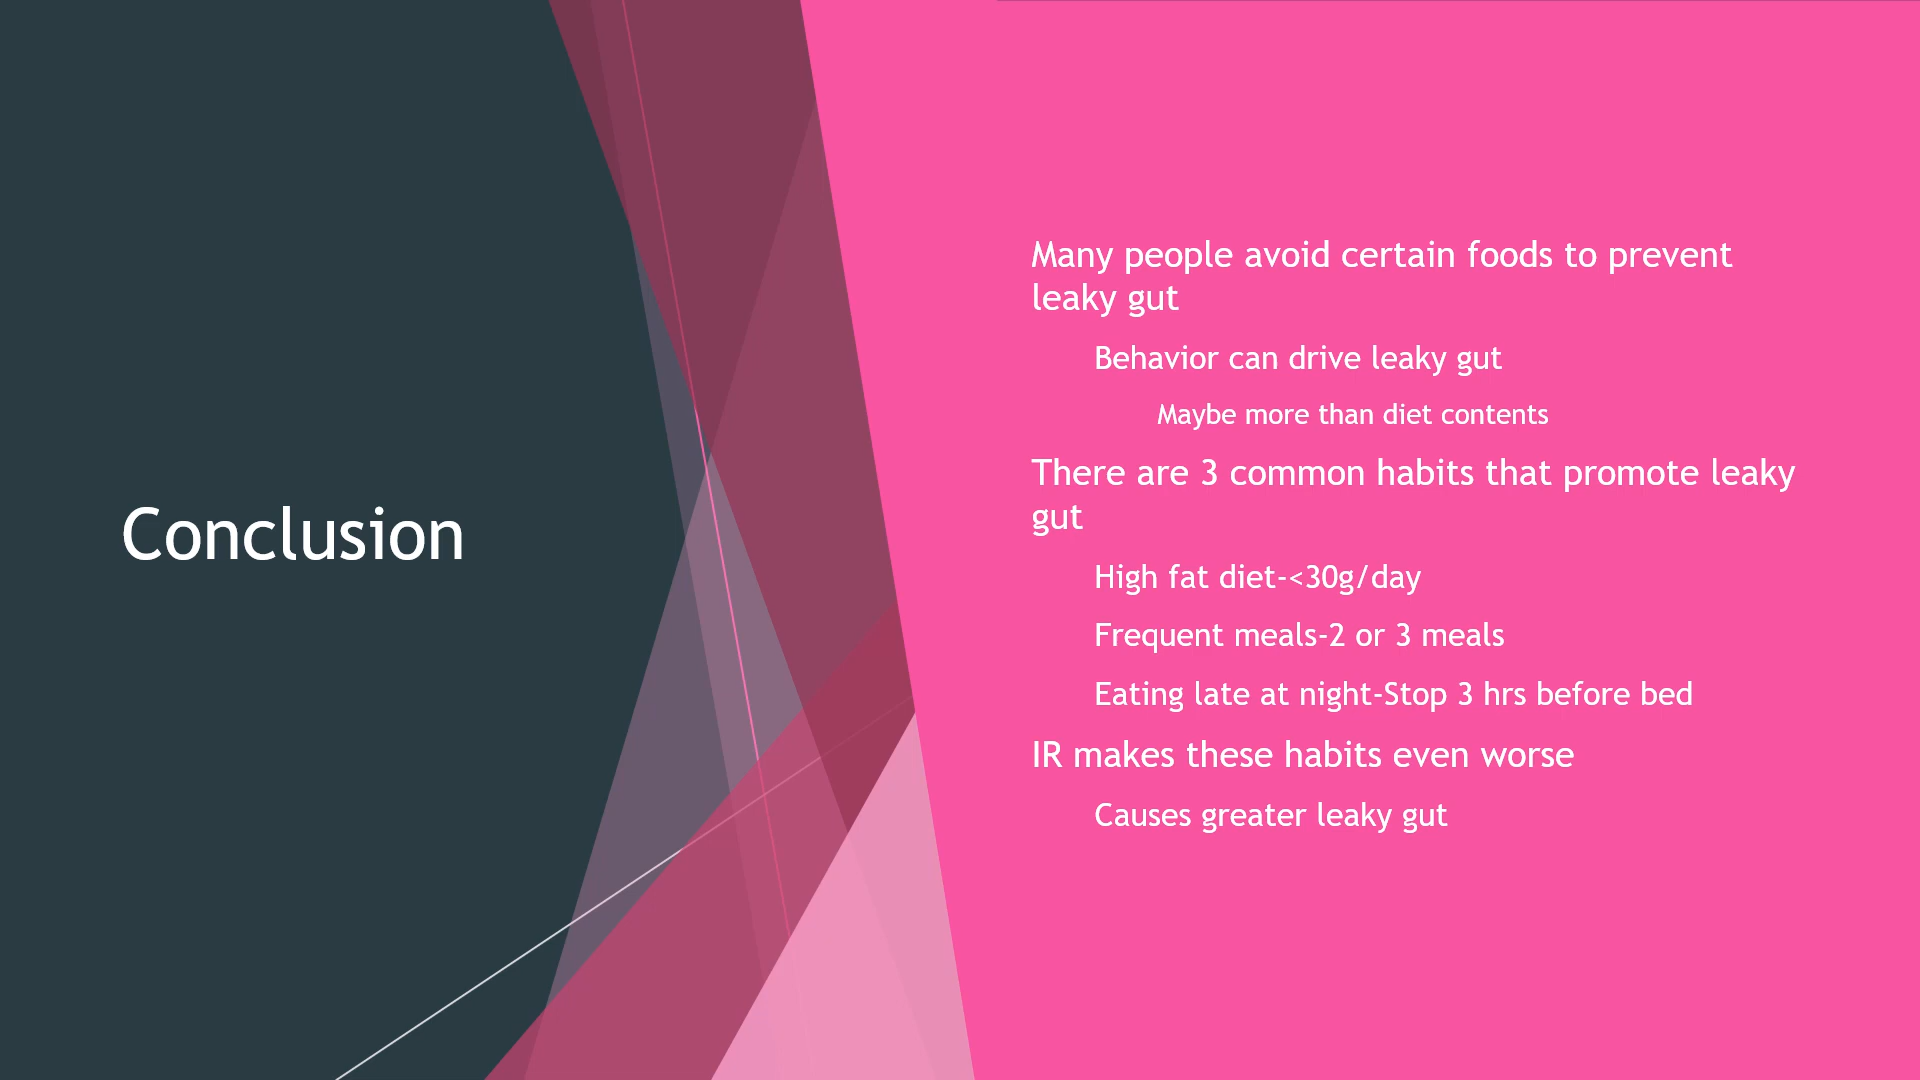 Conclusion
Many people avoid certain foods to prevent
leaky gut
Behavior can drive leaky gut
Maybe more than diet contents
There are 3 common habits that promote leaky
gut
High fat diet-<30g/day
Frequent meals-2 or 3 meals
Eating late at night-Stop 3 hrs before bed
IR makes these habits even worse
Causes greater leaky gut